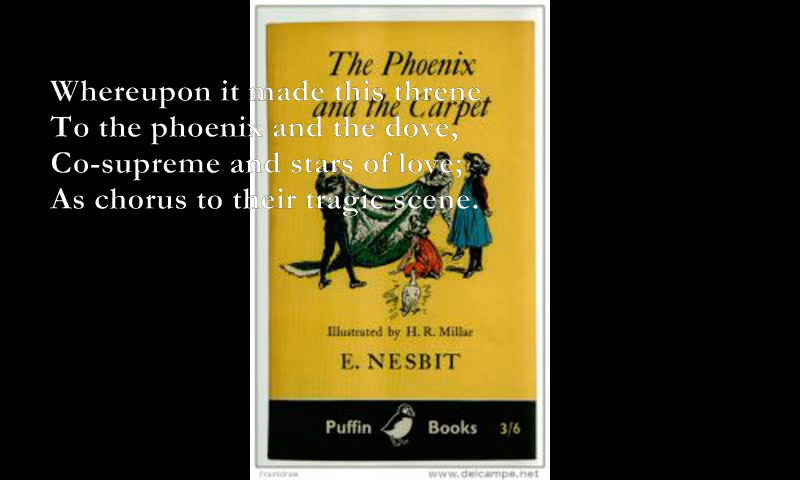 The Phoenix
and the Carpet
Whereupon it made this threne
To the phoenix and the dove,
Co-supreme and stars of love;
As chorus to their tragic scene.
Illustrated by H. R. Millar
E. NESBIT
Puffin Books 3/6
www.delcampe.net